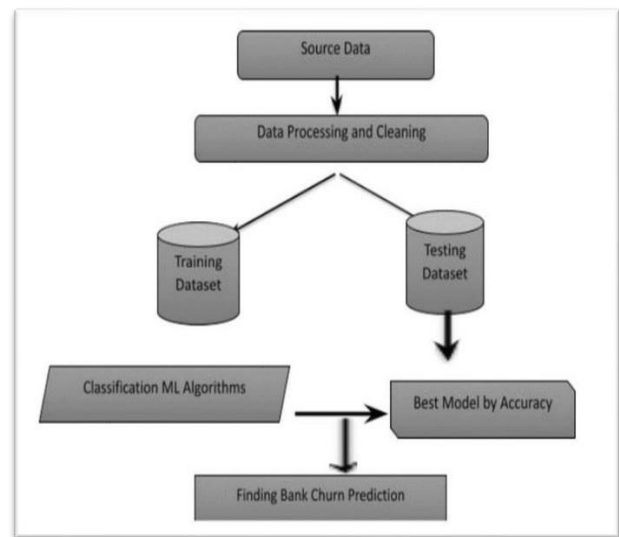 Source Data
Data Processing and Cleaning
Training
Dataset
Testing
Dataset
Classification ML Algorithms
Best Model by Accuracy
Finding Bank Churn Prediction